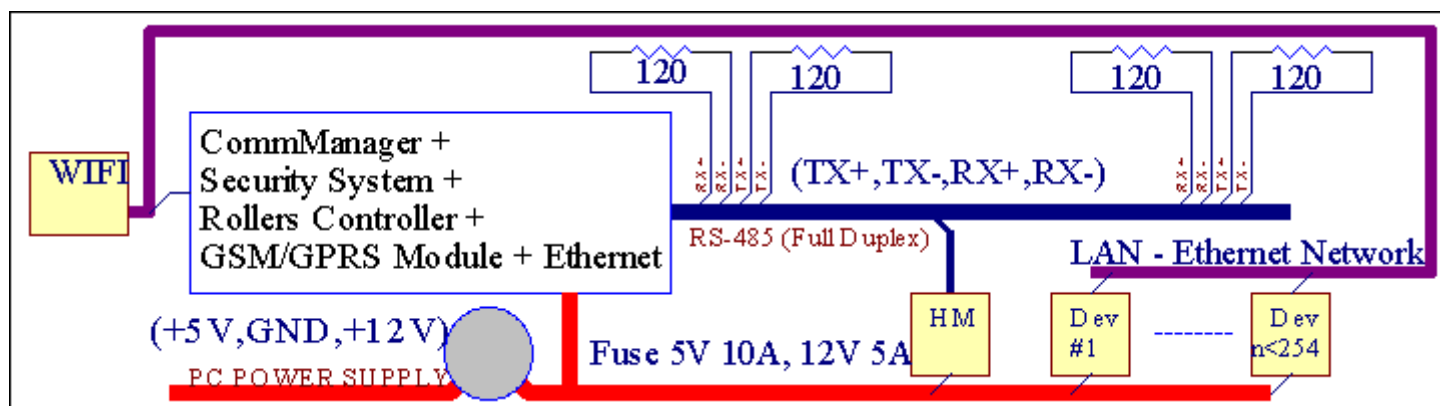 120
120
120
120
CommManager +
Security System +
Rollers Controller +
GSM/GPRS Module + Ethernet
WIFI
RX+
RX-
TX+
TX-
(TX+,TX-,RX+,RX-)
RX+
RX-
TX+
TX-
RS-485 (Full Duplex)
LAN - Ethernet Network
(+5V,GND,+12V)
PC POWER SUPPLY
Fuse 5V 10A, 12V 5A
HM
Dev
#1
Dev
n<254